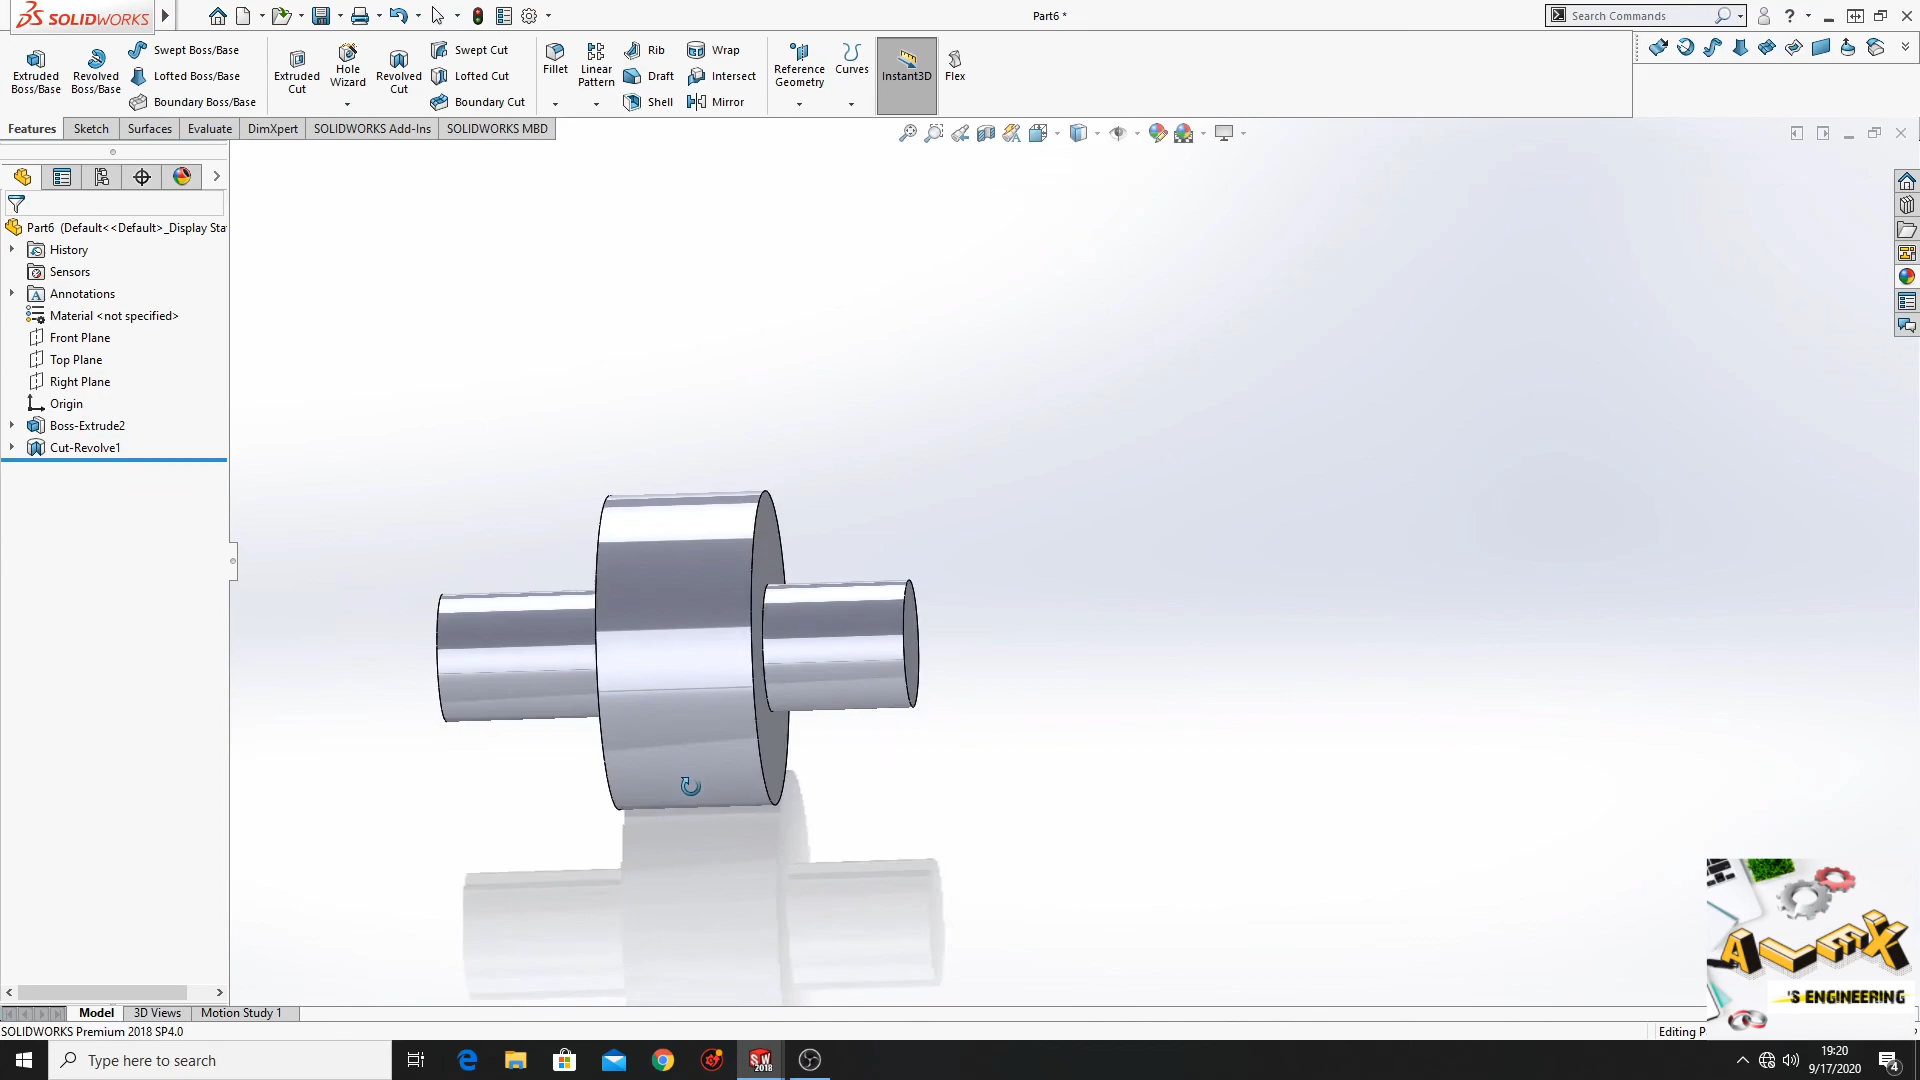 SOLIDWORKS
Part6 *
Search Commands
Extruded Boss/Base
Revolved Boss/Base
Swept Boss/Base
Lofted Boss/Base
Boundary Boss/Base
Extruded Cut
Hole Wizard
Revolved Cut
Swept Cut
Lofted Cut
Boundary Cut
Fillet
Linear Pattern
Rib
Draft
Shell
Wrap
Intersect
Mirror
Reference Geometry
Curves
Instant3D
Flex
Features
Sketch
Surfaces
Evaluate
DimXpert
SOLIDWORKS Add-Ins
SOLIDWORKS MBD
Part6 (Default<<Default>_Display Sta
History
Sensors
Annotations
Material <not specified>
Front Plane
Top Plane
Right Plane
Origin
Boss-Extrude2
Cut-Revolve1
ALEX
'S ENGINEERING
Model
3D Views
Motion Study 1
SOLIDWORKS Premium 2018 SP4.0
Editing P
Type here to search
SW
2018
19:20
9/17/2020
4